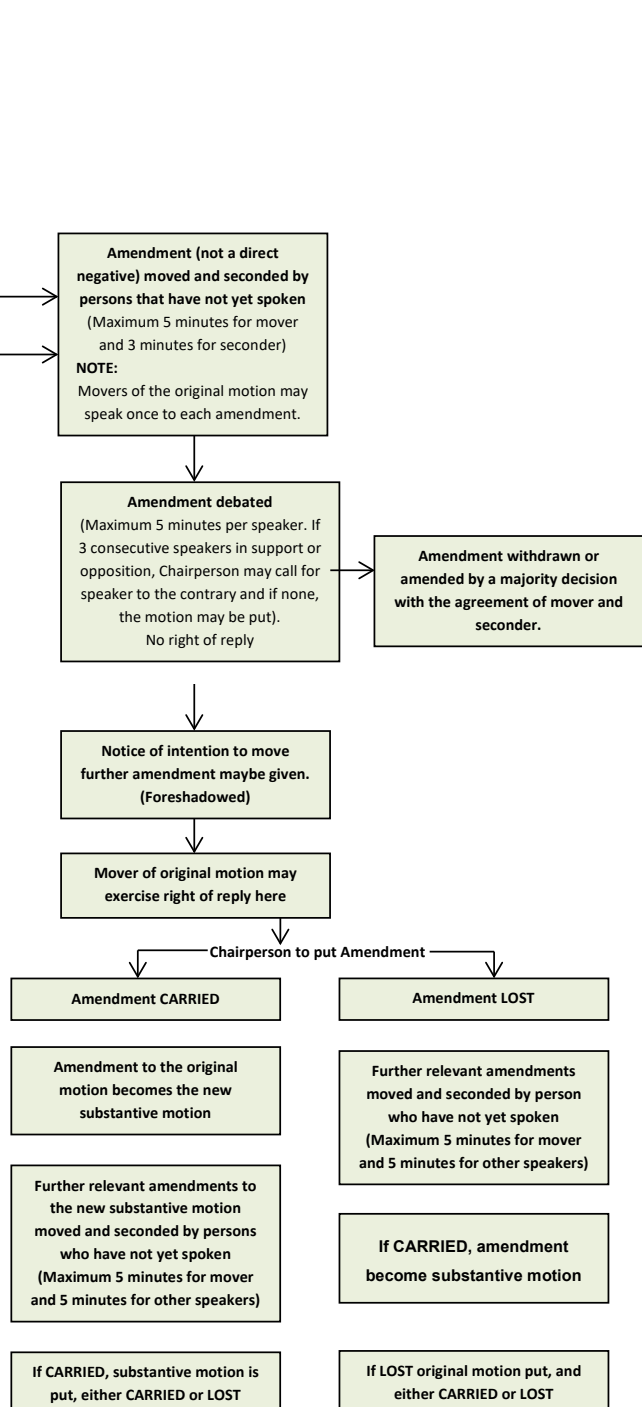 Amendment (not a direct
negative) moved and seconded by
persons that have not yet spoken
(Maximum 5 minutes for mover
and 3 minutes for seconder)
NOTE:
Movers of the original motion may
speak once to each amendment.
Amendment debated
(Maximum 5 minutes per speaker. If
3 consecutive speakers in support or
opposition, Chairperson may call for
speaker to the contrary and if none,
the motion may be put).
No right of reply
Amendment withdrawn or
amended by a majority decision
with the agreement of mover and
seconder.
Notice of intention to move
further amendment maybe given.
(Foreshadowed)
Mover of original motion may
exercise right of reply here
Chairperson to put Amendment
Amendment CARRIED
Amendment to the original
motion becomes the new
substantive motion
Further relevant amendments to
the new substantive motion
moved and seconded by persons
who have not yet spoken
(Maximum 5 minutes for mover
and 5 minutes for other speakers)
If CARRIED, substantive motion is
put, either CARRIED or LOST
Amendment LOST
Further relevant amendments
moved and seconded by person
who have not yet spoken
(Maximum 5 minutes for mover
and 5 minutes for other speakers)
If CARRIED, amendment
become substantive motion
If LOST original motion put, and
either CARRIED or LOST